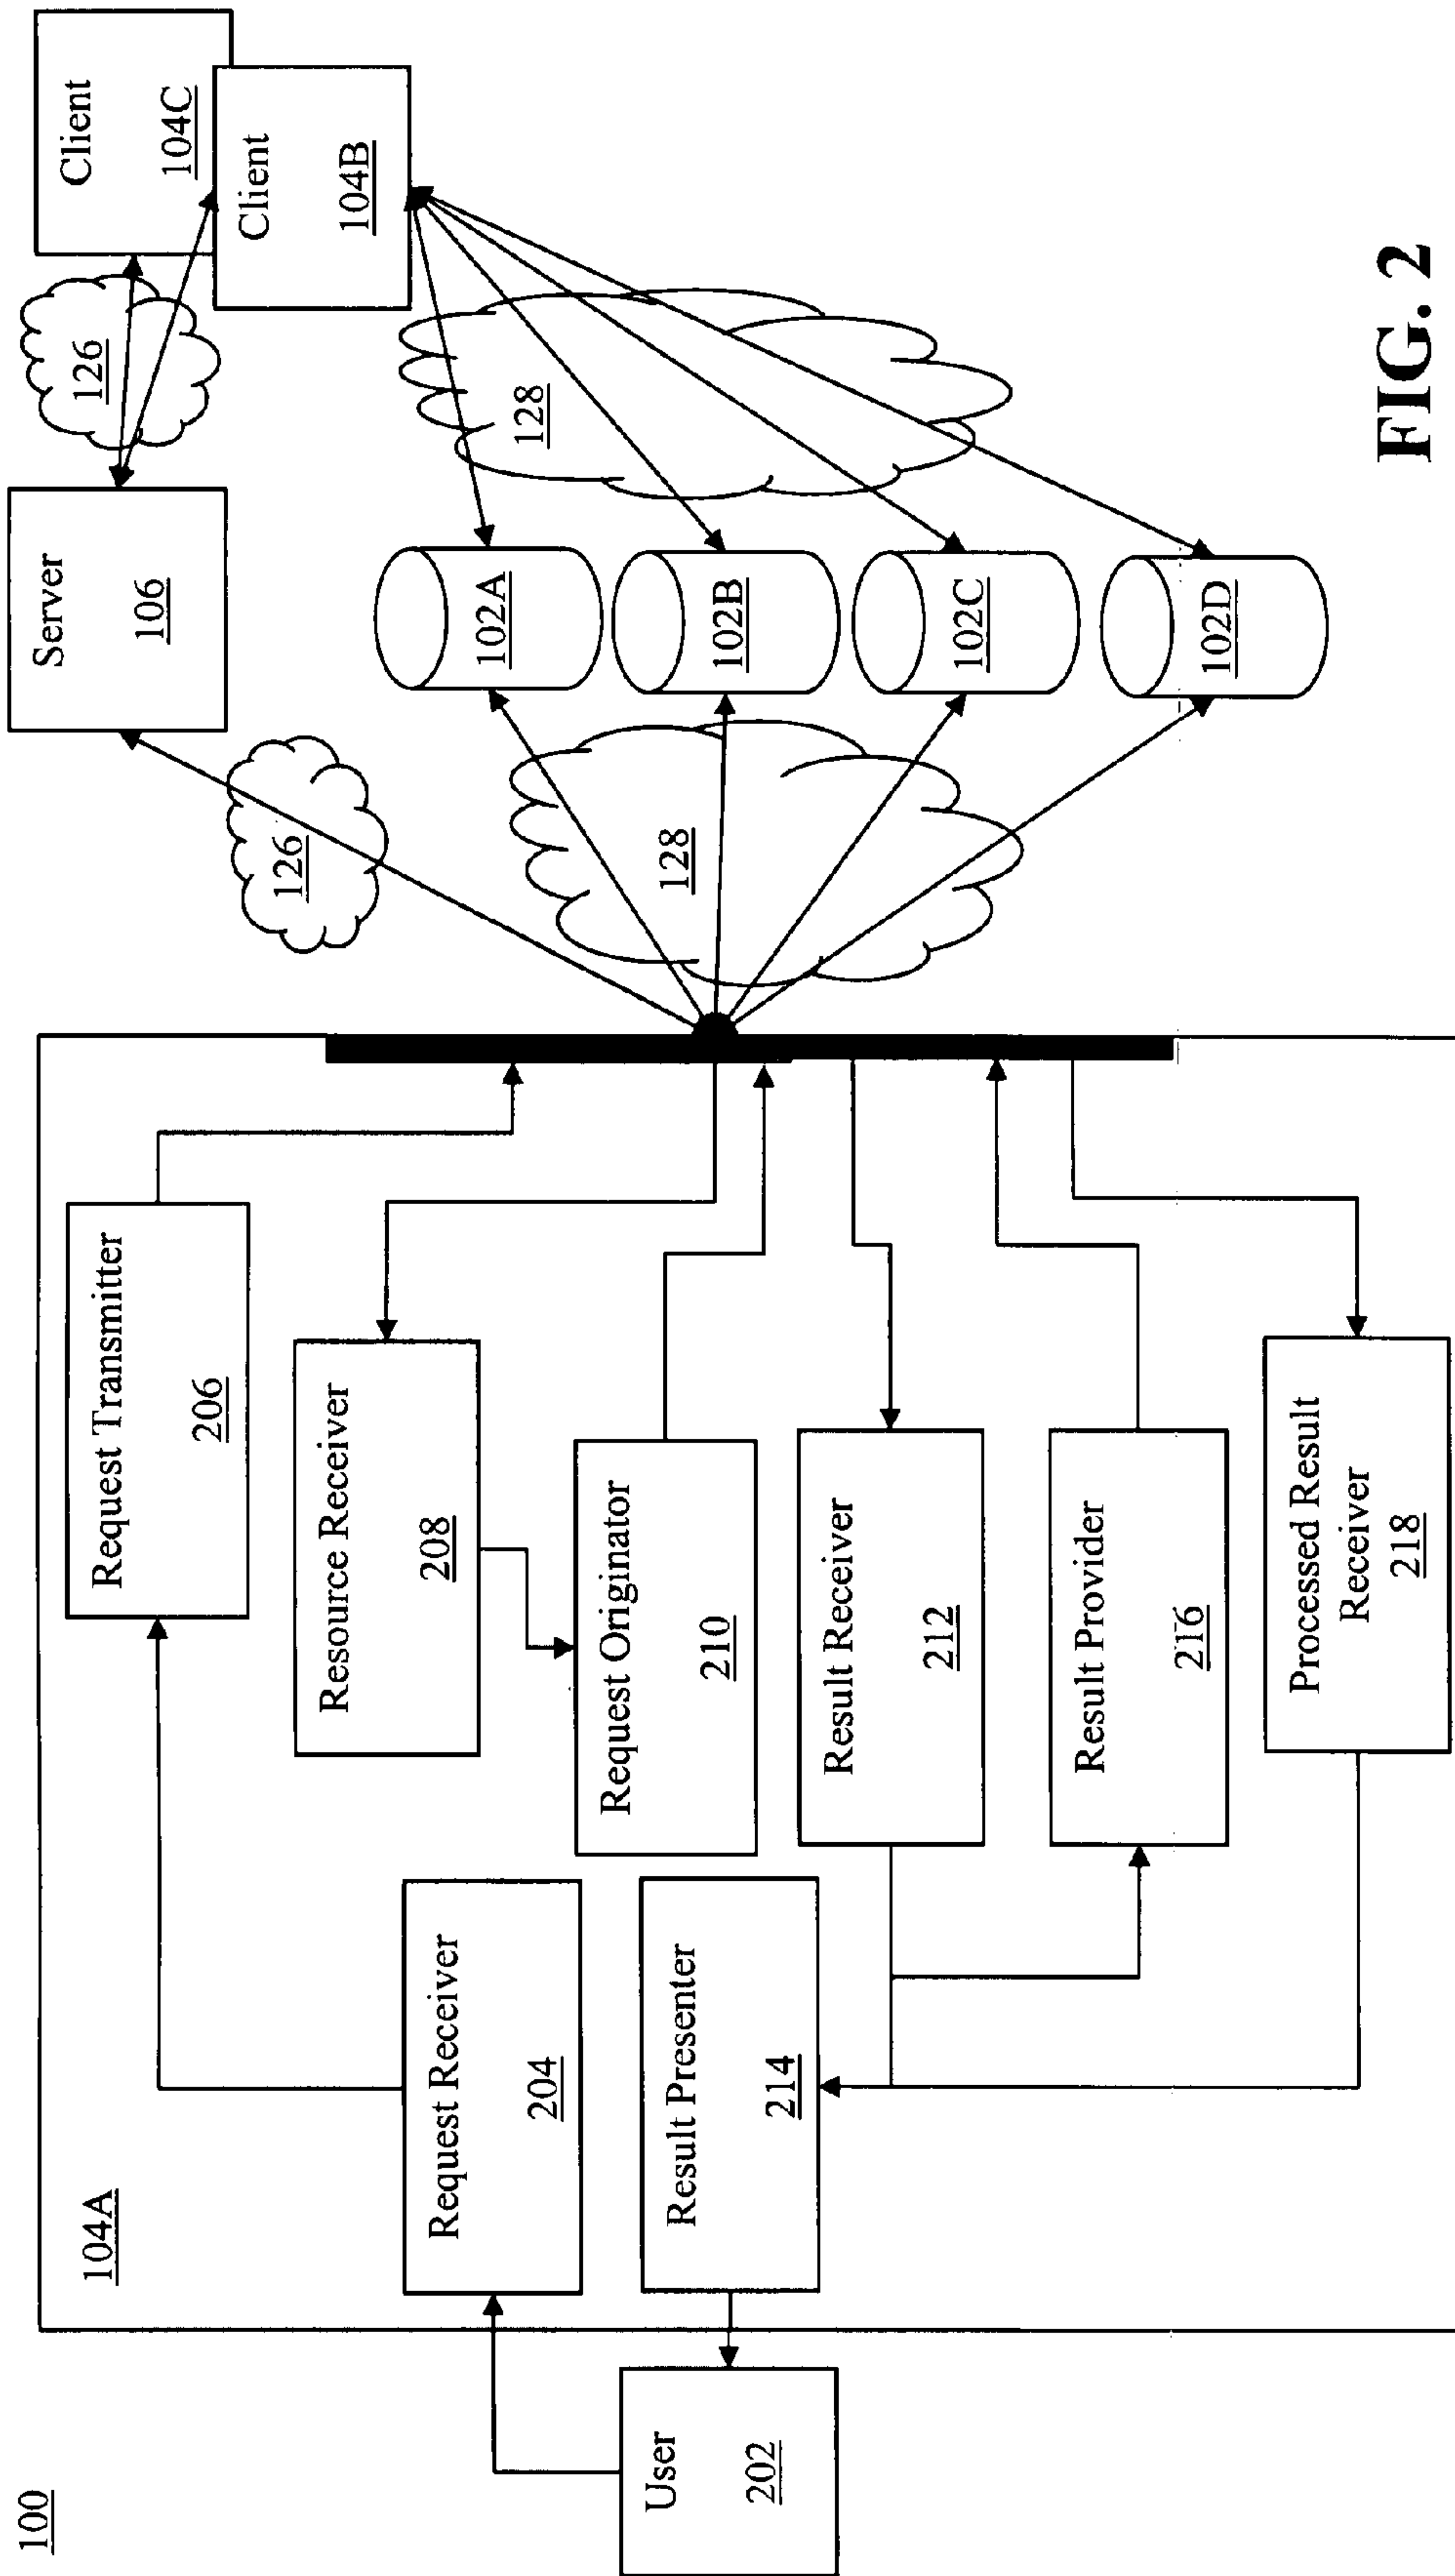 100
104A
User
202
Request Receiver
204
Result Presenter
214
Request Transmitter
206
Resource Receiver
208
Request Originator
210
Result Receiver
212
Result Provider
216
Processed Result
Receiver
218
126
128
Server
106
102A
102B
102C
102D
126
128
Client
104C
Client
104B
FIG. 2